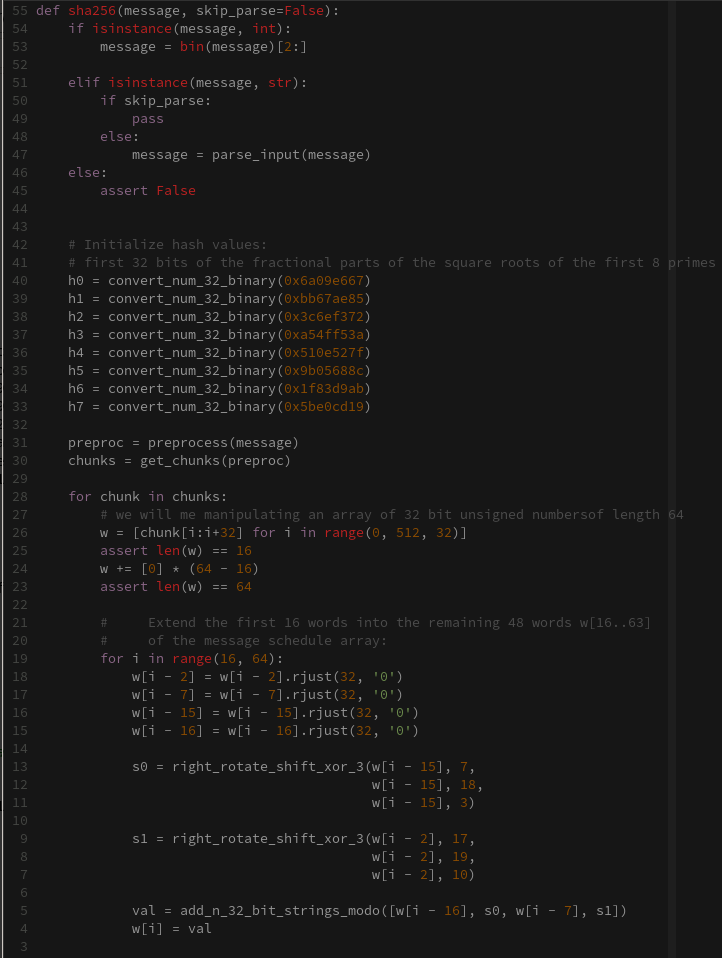 55 def sha256(message, skip_parse=False):
54     if isinstance(message, int):
53         message = bin(message)[2:]
52
51     elif isinstance(message, str):
50         if skip_parse:
49             pass
48         else:
47             message = parse_input(message)
46     else:
45         assert False
44
43
42     # Initialize hash values:
41     # first 32 bits of the fractional parts of the square roots of the first 8 primes
40     h0 = convert_num_32_binary(0x6a09e667)
39     h1 = convert_num_32_binary(0xbb67ae85)
38     h2 = convert_num_32_binary(0x3c6ef372)
37     h3 = convert_num_32_binary(0xa54ff53a)
36     h4 = convert_num_32_binary(0x510e527f)
35     h5 = convert_num_32_binary(0x9b05688c)
34     h6 = convert_num_32_binary(0x1f83d9ab)
33     h7 = convert_num_32_binary(0x5be0cd19)
32
31     preproc = preprocess(message)
30     chunks = get_chunks(preproc)
29
28     for chunk in chunks:
27         # we will me manipulating an array of 32 bit unsigned numbersof length 64
26         w = [chunk[i:i+32] for i in range(0, 512, 32)]
25         assert len(w) == 16
24         w += [0] * (64 - 16)
23         assert len(w) == 64
22
21         #     Extend the first 16 words into the remaining 48 words w[16..63]
20         #     of the message schedule array:
19         for i in range(16, 64):
18             w[i - 2] = w[i - 2].rjust(32, '0')
17             w[i - 7] = w[i - 7].rjust(32, '0')
16             w[i - 15] = w[i - 15].rjust(32, '0')
15             w[i - 16] = w[i - 16].rjust(32, '0')
14
13             s0 = right_rotate_shift_xor_3(w[i - 15], 7,
12                                           w[i - 15], 18,
11                                           w[i - 15], 3)
10
9             s1 = right_rotate_shift_xor_3(w[i - 2], 17,
8                                           w[i - 2], 19,
7                                           w[i - 2], 10)
6
5             val = add_n_32_bit_strings_modo([w[i - 16], s0, w[i - 7], s1])
4             w[i] = val
3